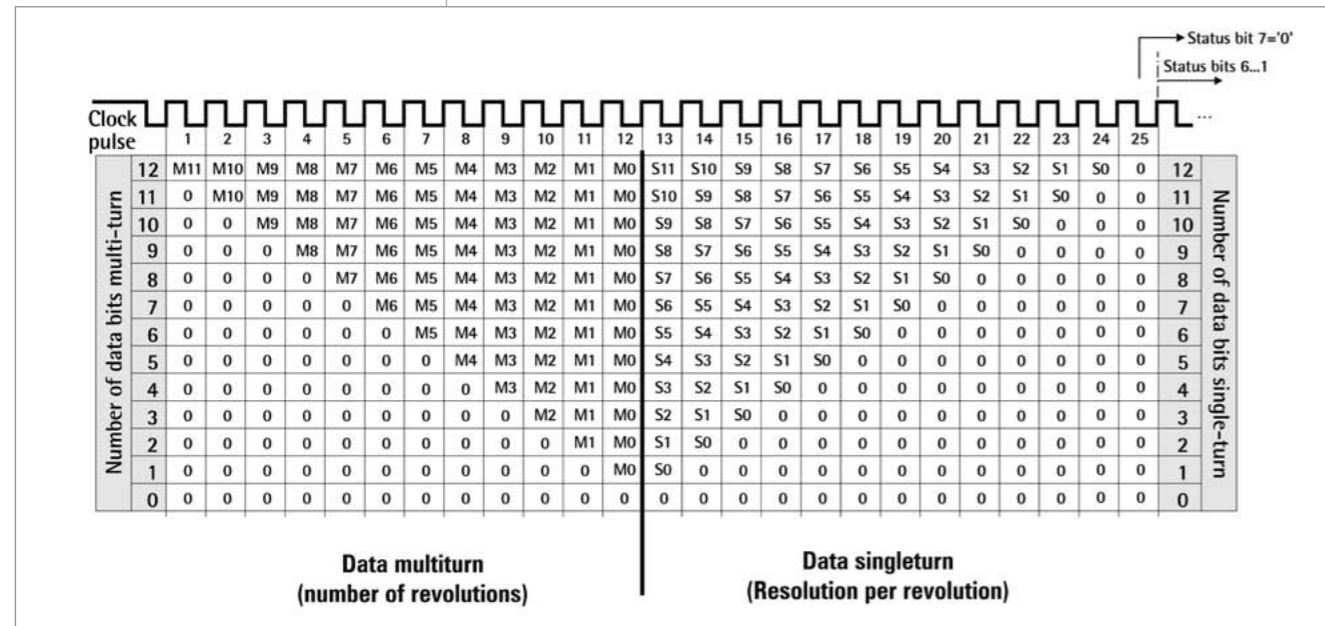 Status bit 7='0'
Status bits 6...1
Clock
pulse
...
1 2 3 4 5 6 7 8 9 10 11 12 13 14 15 16 17 18 19 20 21 22 23 24 25
Number of data bits multi-turn
12 M11 M10 M9 M8 M7 M6 M5 M4 M3 M2 M1 M0 S11 S10 S9 S8 S7 S6 S5 S4 S3 S2 S1 S0 0 12
11 0 M10 M9 M8 M7 M6 M5 M4 M3 M2 M1 M0 S10 S9 S8 S7 S6 S5 S4 S3 S2 S1 S0 0 0 11
10 0 0 M9 M8 M7 M6 M5 M4 M3 M2 M1 M0 S9 S8 S7 S6 S5 S4 S3 S2 S1 S0 0 0 0 10
9 0 0 0 M8 M7 M6 M5 M4 M3 M2 M1 M0 S8 S7 S6 S5 S4 S3 S2 S1 S0 0 0 0 0 9
8 0 0 0 0 M7 M6 M5 M4 M3 M2 M1 M0 S7 S6 S5 S4 S3 S2 S1 S0 0 0 0 0 0 8
7 0 0 0 0 0 M6 M5 M4 M3 M2 M1 M0 S6 S5 S4 S3 S2 S1 S0 0 0 0 0 0 0 7
6 0 0 0 0 0 0 M5 M4 M3 M2 M1 M0 S5 S4 S3 S2 S1 S0 0 0 0 0 0 0 0 6
5 0 0 0 0 0 0 0 M4 M3 M2 M1 M0 S4 S3 S2 S1 S0 0 0 0 0 0 0 0 0 5
4 0 0 0 0 0 0 0 0 M3 M2 M1 M0 S3 S2 S1 S0 0 0 0 0 0 0 0 0 0 4
3 0 0 0 0 0 0 0 0 0 M2 M1 M0 S2 S1 S0 0 0 0 0 0 0 0 0 0 0 3
2 0 0 0 0 0 0 0 0 0 0 M1 M0 S1 S0 0 0 0 0 0 0 0 0 0 0 0 2
1 0 0 0 0 0 0 0 0 0 0 0 M0 S0 0 0 0 0 0 0 0 0 0 0 0 0 1
0 0 0 0 0 0 0 0 0 0 0 0 0 0 0 0 0 0 0 0 0 0 0 0 0 0 0
Number of data bits single-turn
Data multiturn
(number of revolutions)
Data singleturn
(Resolution per revolution)